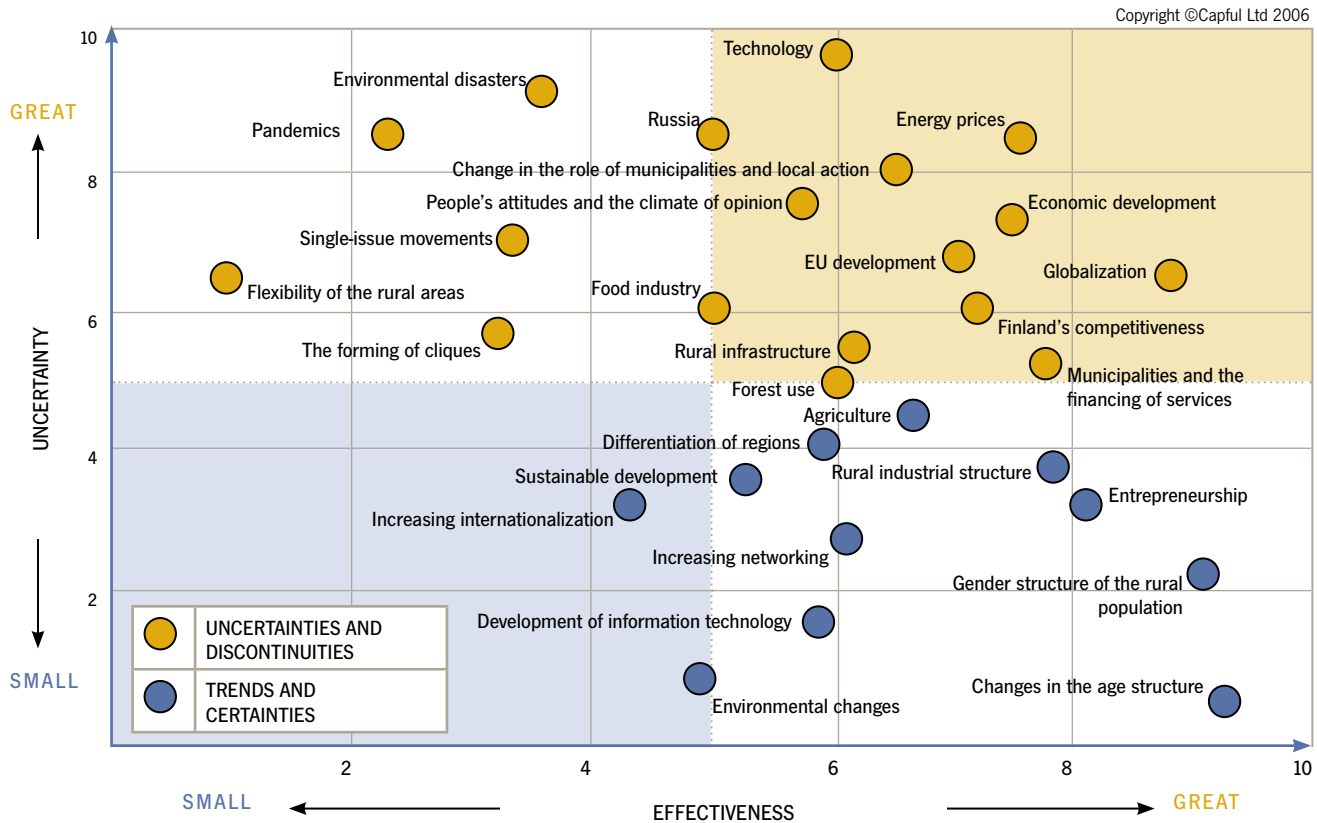 Copyright ©Capful Ltd 2006
10
Technology
Environmental disasters
GREAT
Russia
Energy prices
Pandemics
Change in the role of municipalities and local action
8
People's attitudes and the climate of opinion
Economic development
Single-issue movements
EU development
Globalization
Flexibility of the rural areas
Food industry
6
Finland's competitiveness
The forming of cliques
Rural infrastructure
UNCERTAINTY
Municipalities and the
financing of services
Forest use
Agriculture
Differentiation of regions
4
Sustainable development
Rural industrial structure
Entrepreneurship
Increasing internationalization
Increasing networking
Gender structure of the rural
population
2
Development of information technology
UNCERTAINTIES AND
DISCONTINUITIES
SMALL
TRENDS AND
CERTAINTIES
Changes in the age structure
Environmental changes
2
4
6
8
10
SMALL
EFFECTIVENESS
GREAT